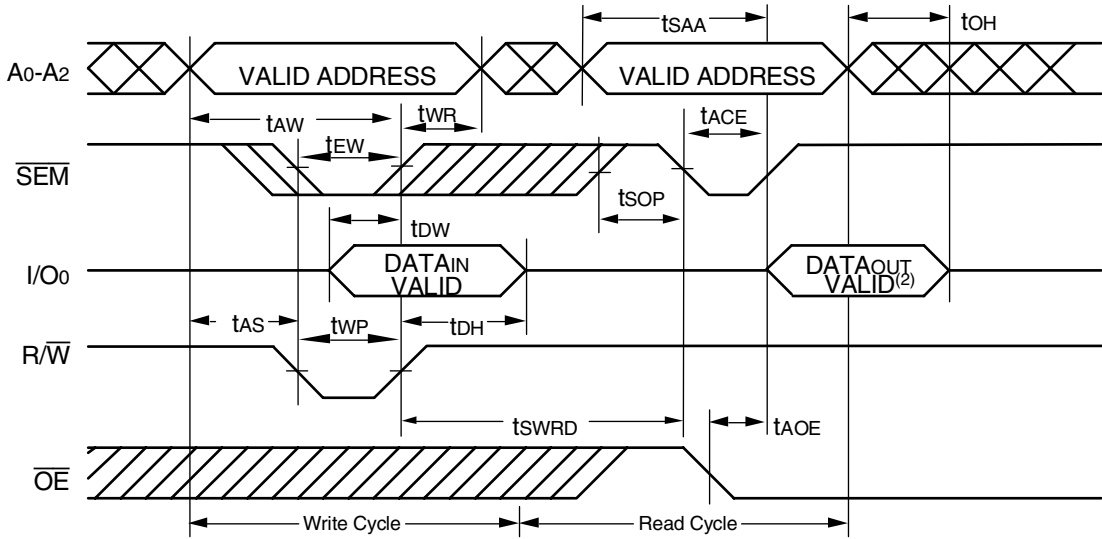 tSAA
tOH
A0-A2
VALID ADDRESS
VALID ADDRESS
tAW
tWR
tACE
tEW
SEM
tSOP
tDW
I/O0
DATAIN
VALID
DATAOUT
VALID(2)
tAS
tWP
tDH
R/W
tSWRD
tAOE
OE
Write Cycle
Read Cycle